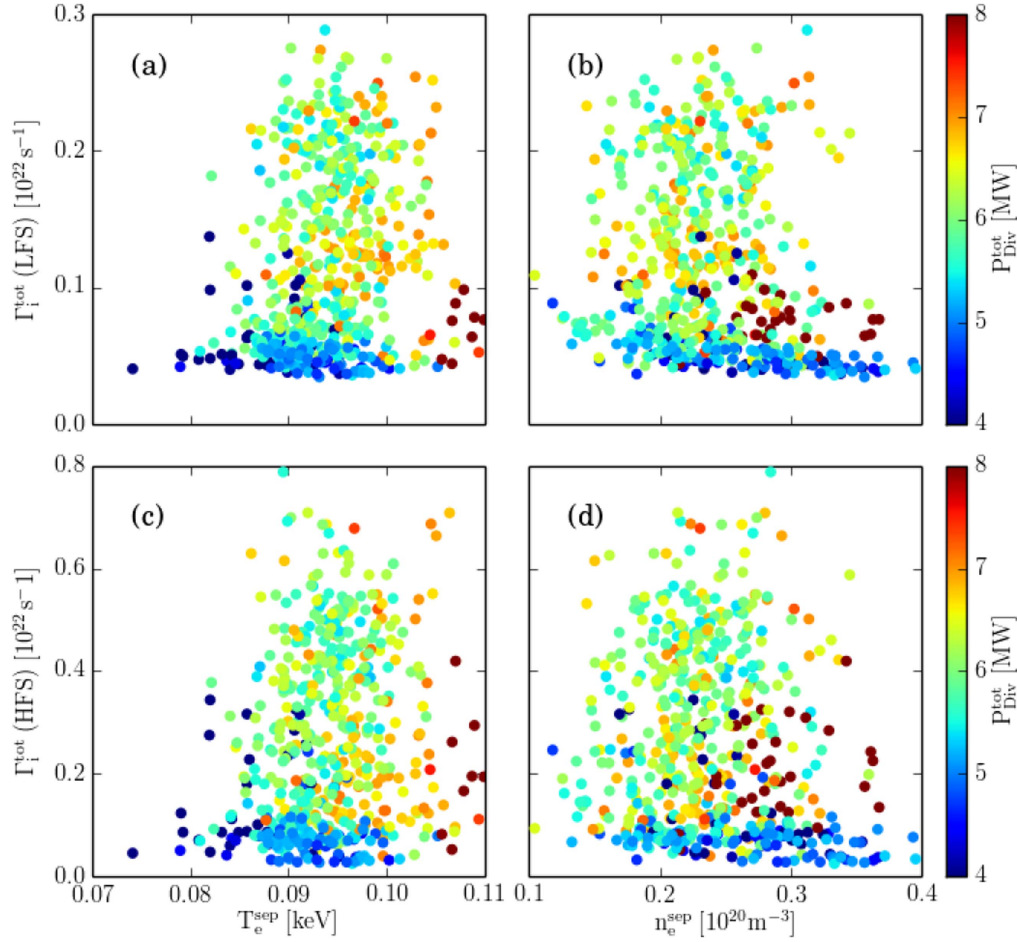 0.3
0.2
0.1
0.0
Γ_i^tot (LFS) [10^22 s^−1]
(a)
(b)
8
7
6
5
4
P_Div^tot [MW]
0.8
0.6
0.4
0.2
0.0
Γ_i^tot (HFS) [10^22 s^−1]
(c)
(d)
8
7
6
5
4
P_Div^tot [MW]
0.07 0.08 0.09 0.10 0.11
T_e^sep [keV]
0.1 0.2 0.3 0.4
n_e^sep [10^20 m^−3]